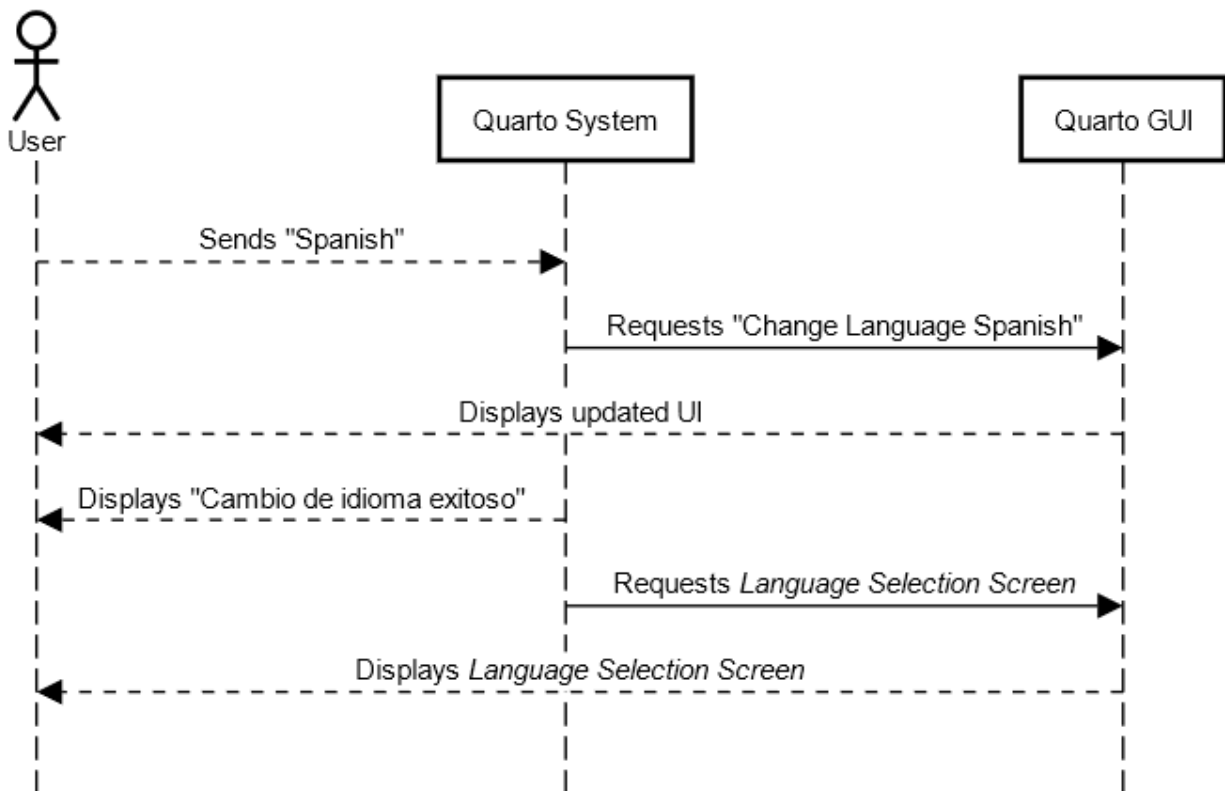 User
Quarto System
Quarto GUI
Sends "Spanish"
Requests "Change Language Spanish"
Displays updated UI
Displays "Cambio de idioma exitoso"
Requests Language Selection Screen
Displays Language Selection Screen